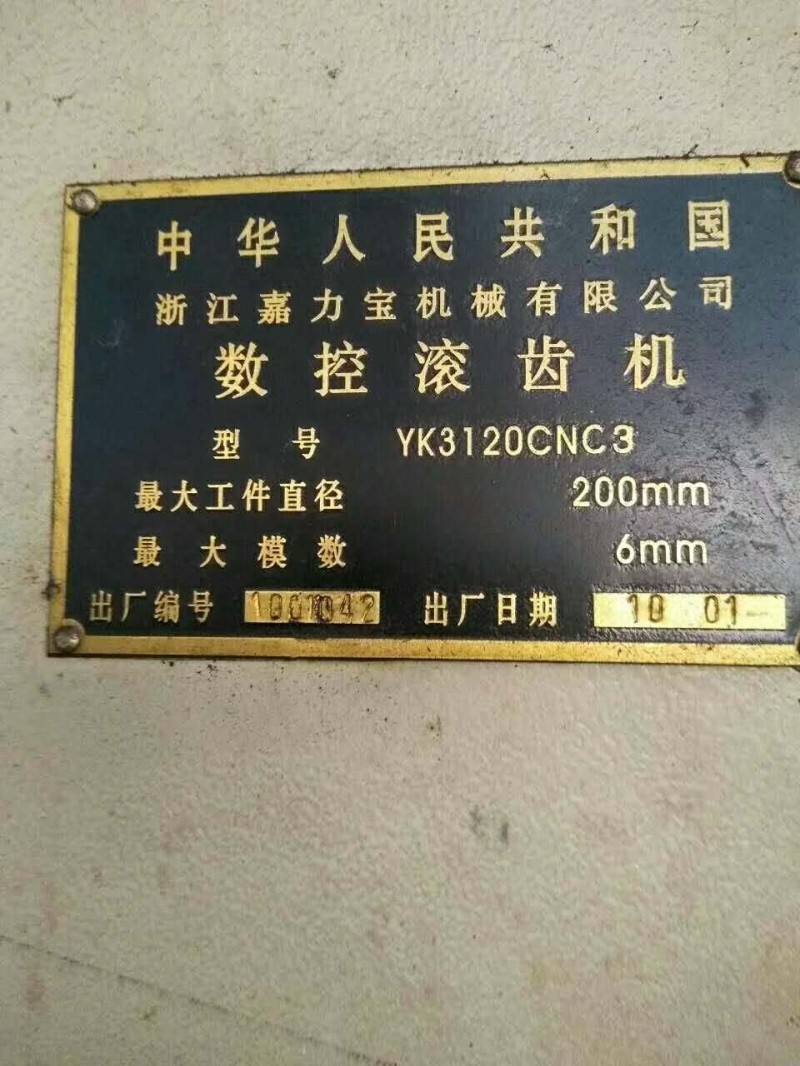 中华人民共和国
浙江嘉力宝机械有限公司
数控滚齿机
型号 YK3120CNC3
最大工件直径 200mm
最大模数 6mm
出厂编号 1001042 出厂日期 10 01